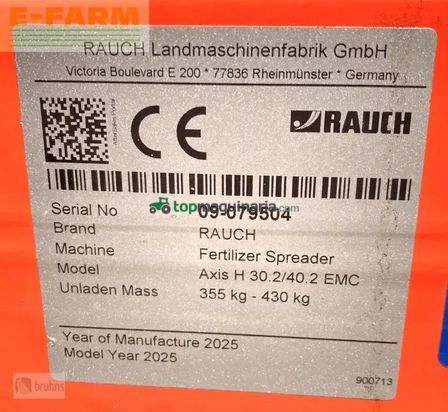 E-FARM
RAUCH Landmaschinenfabrik GmbH
Victoria Boulevard E 200 * 77836 Rheinmünster * Germany
CE
RAUCH
topmaquinaria.com
Serial No 09-079504
Brand RAUCH
Machine Fertilizer Spreader
Model Axis H 30.2/40.2 EMC
Unladen Mass 355 kg - 430 kg
Year of Manufacture 2025
Model Year 2025
900713
bruhns